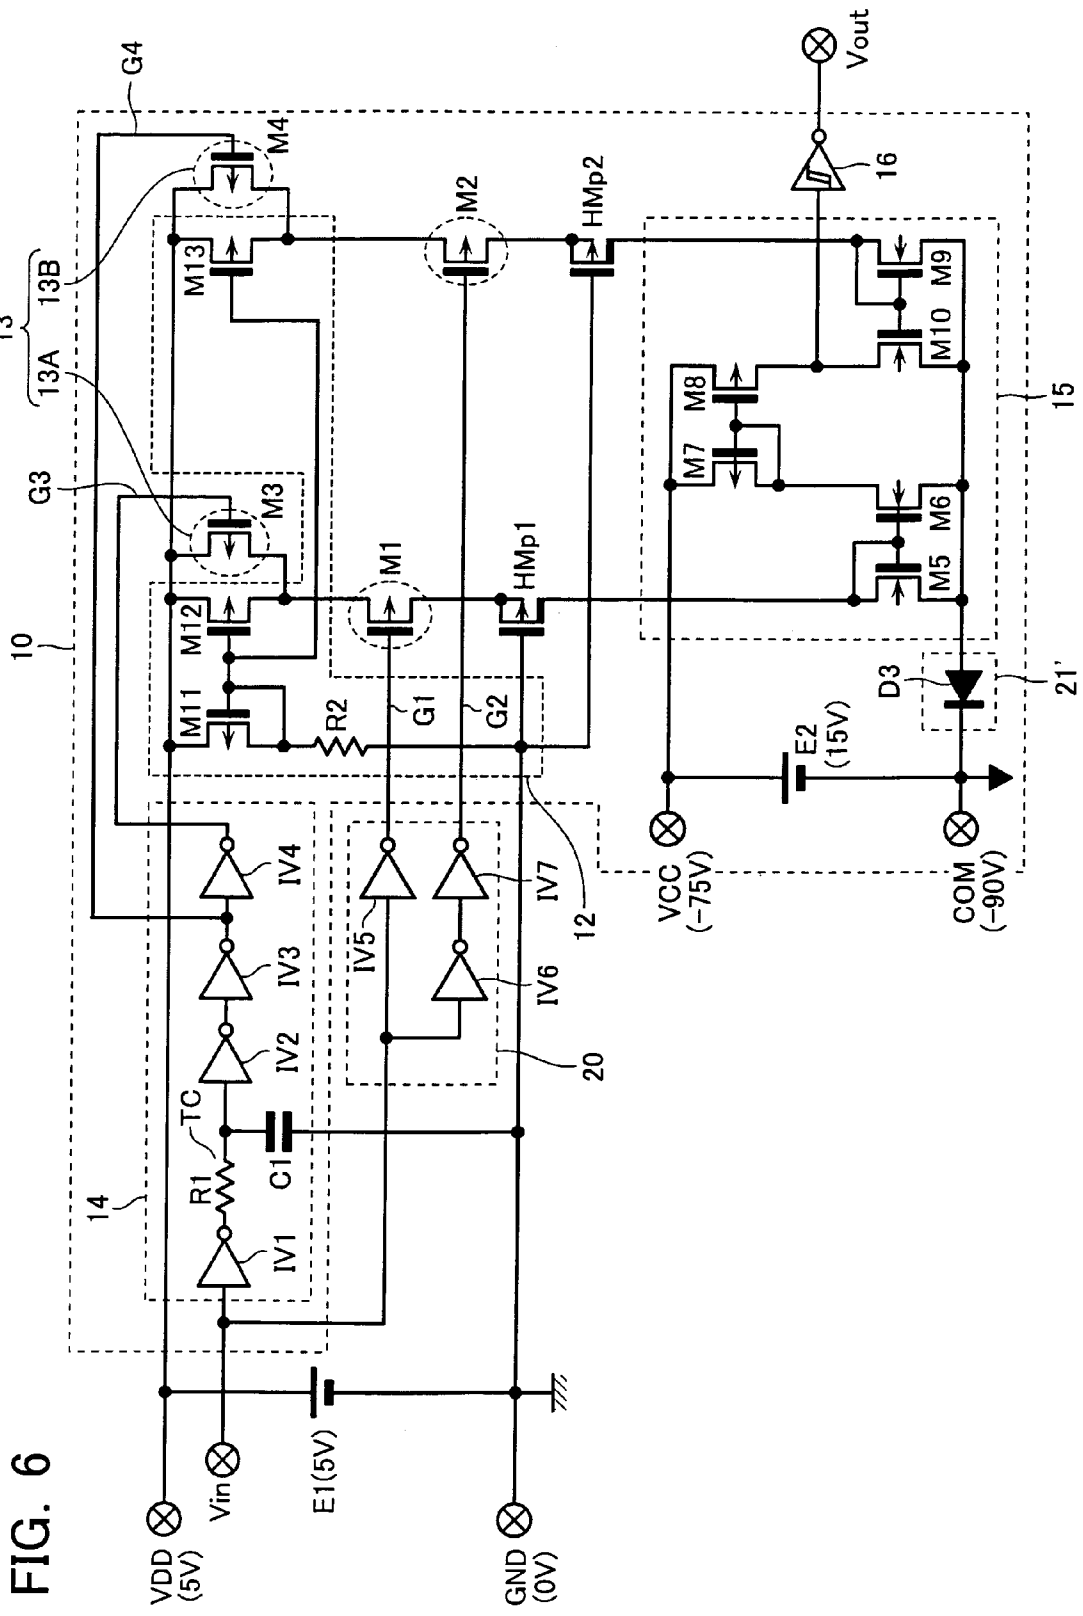 FIG. 6
10
13
13A
13B
G3
G4
14
VDD
(5V)
Vin
IV1
R1
TC
C1
IV2
IV3
IV4
M11
M12
M3
M13
M4
R2
E1(5V)
20
IV5
IV6
IV7
12
G1
G2
M1
M2
HMp1
HMp2
GND
(0V)
VCC
(-75V)
E2
(15V)
COM
(-90V)
D3
21'
M7
M8
M5
M6
M10
M9
15
16
Vout